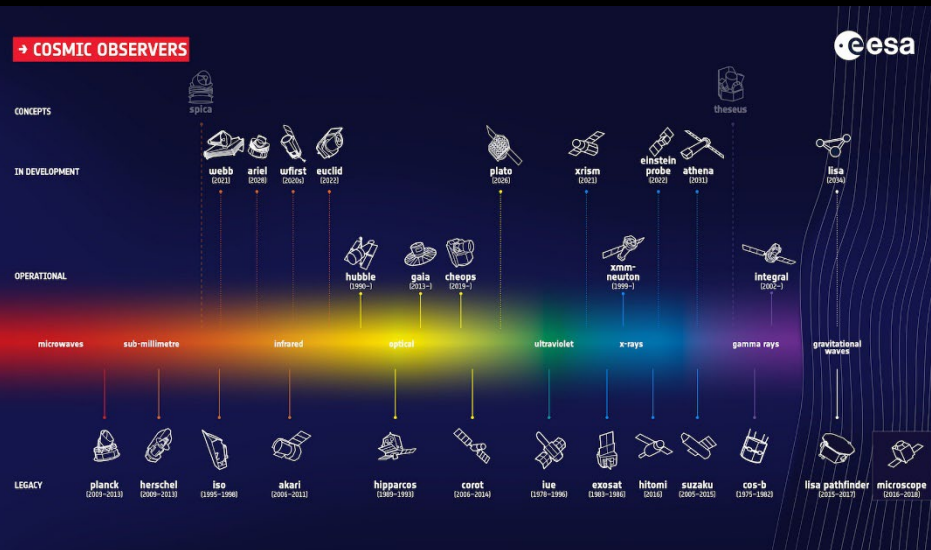 → COSMIC OBSERVERS
esa
CONCEPTS
spica
theseus
IN DEVELOPMENT
webb
(2021)
ariel
(2028)
wfirst
(2020s)
euclid
(2022)
plato
(2026)
xrism
(2021)
einstein
probe
(2022)
athena
(2031)
lisa
(2034)
OPERATIONAL
hubble
(1990-)
gaia
(2013-)
cheops
(2019-)
xmm-
newton
(1999-)
integral
(2002-)
microwaves
sub-millimetre
infrared
optical
ultraviolet
x-rays
gamma rays
gravitational
waves
LEGACY
planck
(2009-2013)
herschel
(2009-2013)
iso
(1995-1998)
akari
(2006-2011)
hipparcos
(1989-1993)
corot
(2006-2014)
iue
(1978-1996)
exosat
(1983-1986)
hitomi
(2016)
suzaku
(2005-2015)
cos-b
(1975-1982)
lisa pathfinder
(2015-2017)
microscope
(2016-2018)